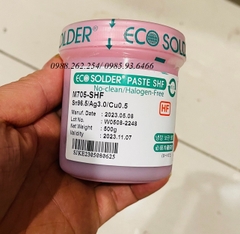 ECO SOLDER
0988.262.254/ 0985.93.6466
ECO SOLDER® PASTE SHF
No-clean/Halogen-Free
M705-SHF
Sn96.5/Ag3.0/Cu0.5
HF
Manuf. Date : 2023.05.08
Lot No. : W0508-2248
Net Weight : 500g
Validity : 2023.11.07